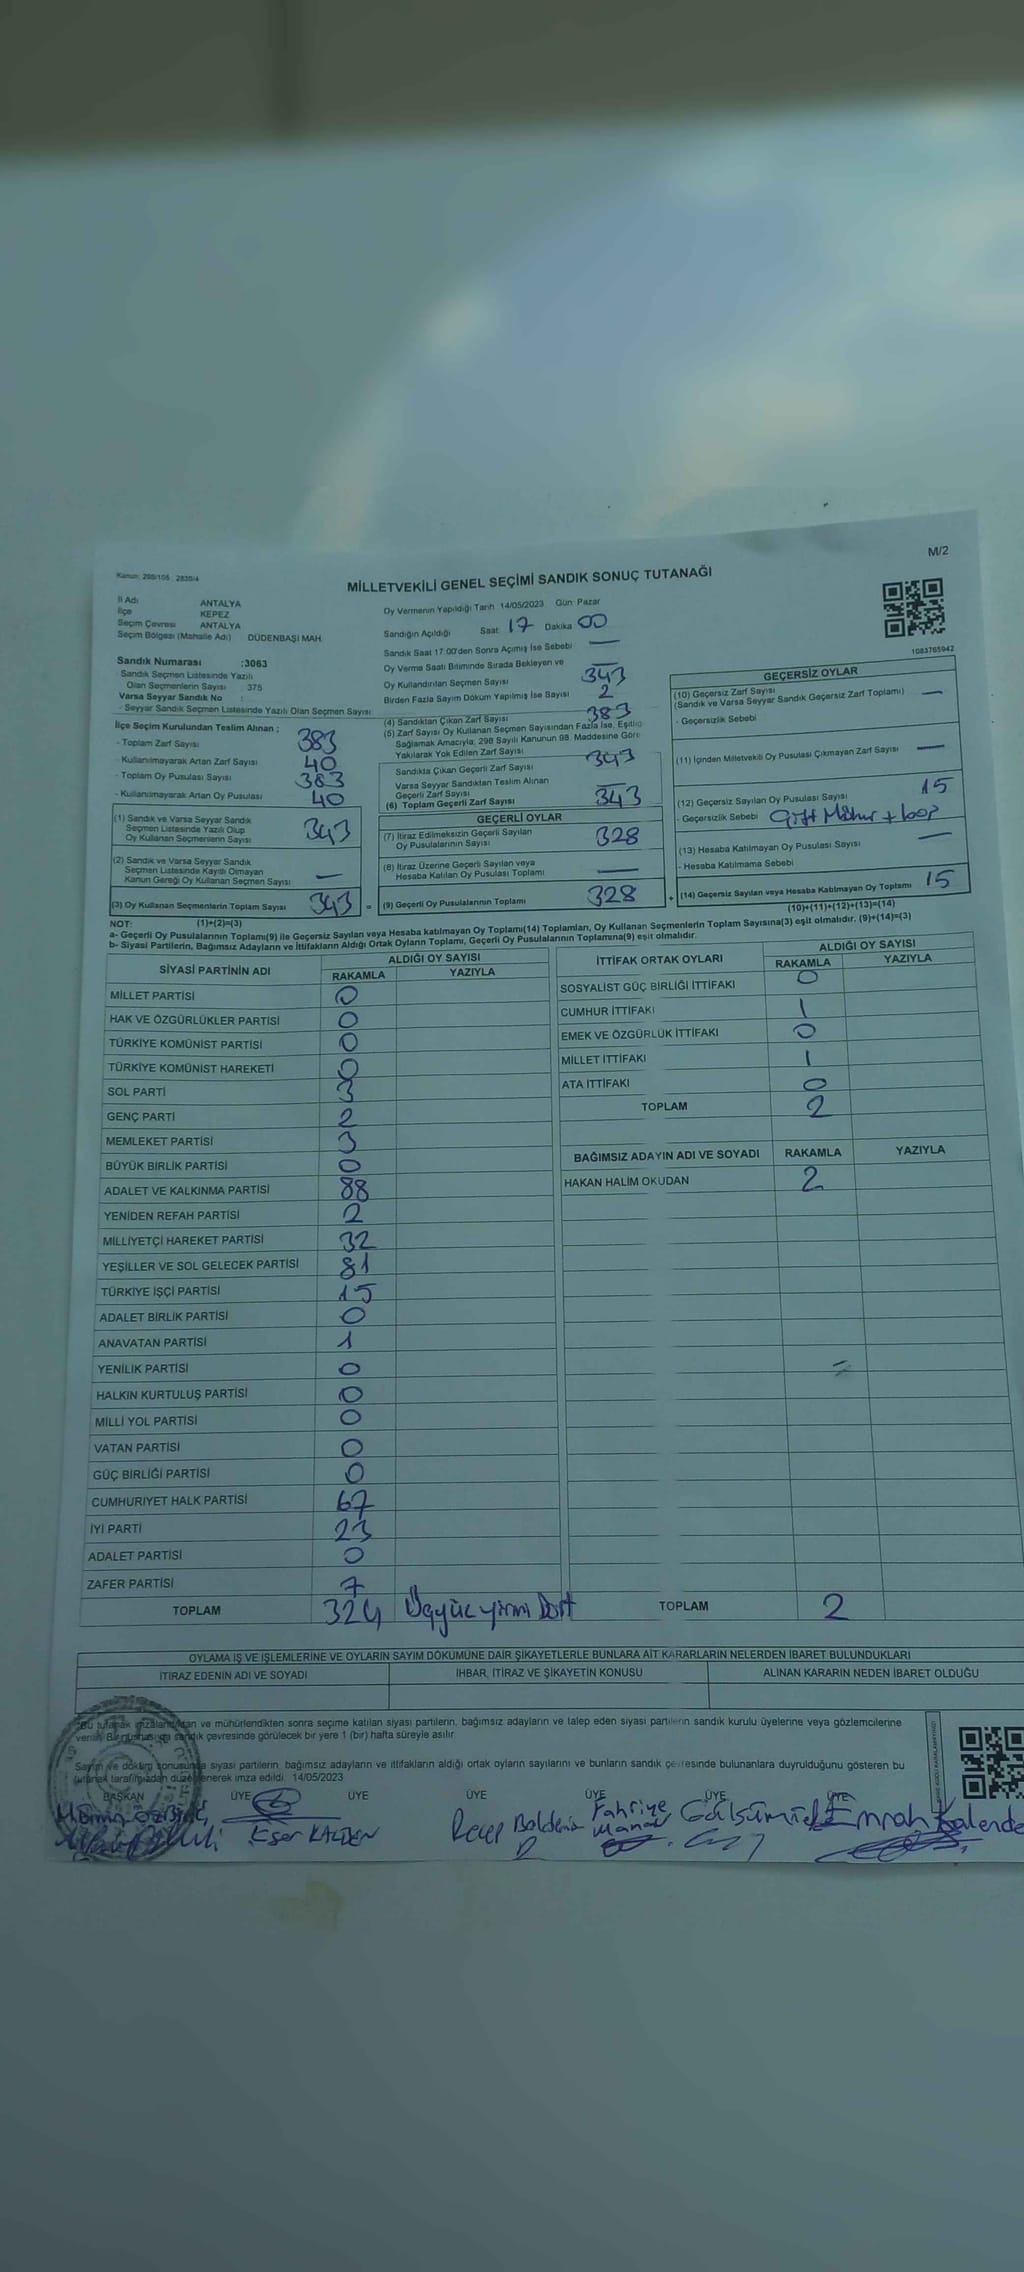 Kanun: 298/105 2839/4
M/2
MİLLETVEKİLİ GENEL SEÇİMİ SANDIK SONUÇ TUTANAĞI
İl Adı ANTALYA
İlçe KEPEZ
Seçim Çevresi ANTALYA
Seçim Bölgesi (Mahalle Adı) DÜDENBAŞI MAH.
Sandık Numarası :3063
- Sandık Seçmen Listesinde Yazılı
Olan Seçmenlerin Sayısı : 375
Varsa Seyyar Sandık No :
- Seyyar Sandık Seçmen Listesinde Yazılı Olan Seçmen Sayısı
Oy Vermenin Yapıldığı Tarih 14/05/2023 Gün: Pazar
Sandığın Açıldığı Saat 17 Dakika 00
Sandık Saat 17:00'den Sonra Açılmış İse Sebebi —
Oy Verme Saati Bitiminde Sırada Bekleyen ve
Oy Kullandırılan Seçmen Sayısı 343
Birden Fazla Sayım Döküm Yapılmış İse Sayısı 2
1083765942
İlçe Seçim Kurulundan Teslim Alınan ;
- Toplam Zarf Sayısı 383
- Kullanılmayarak Artan Zarf Sayısı 40
- Toplam Oy Pusulası Sayısı 383
- Kullanılmayarak Artan Oy Pusulası 40
(1) Sandık ve Varsa Seyyar Sandık
Seçmen Listesinde Yazılı Olup
Oy Kullanan Seçmenlerin Sayısı 343
(2) Sandık ve Varsa Seyyar Sandık
Seçmen Listesinde Kayıtlı Olmayan
Kanun Gereği Oy Kullanan Seçmen Sayısı —
(3) Oy Kullanan Seçmenlerin Toplam Sayısı 343 =
(4) Sandıktan Çıkan Zarf Sayısı 383
(5) Zarf Sayısı Oy Kullanan Seçmen Sayısından Fazla İse, Eşitliği
Sağlamak Amacıyla, 298 Sayılı Kanunun 98. Maddesine Göre
Yakılarak Yok Edilen Zarf Sayısı
Sandıkta Çıkan Geçerli Zarf Sayısı 343
Varsa Seyyar Sandıktan Teslim Alınan
Geçerli Zarf Sayısı
(6) Toplam Geçerli Zarf Sayısı 343
GEÇERLİ OYLAR
(7) İtiraz Edilmeksizin Geçerli Sayılan
Oy Pusulalarının Sayısı 328
(8) İtiraz Üzerine Geçerli Sayılan veya
Hesaba Katılan Oy Pusulası Toplamı —
(9) Geçerli Oy Pusulalarının Toplamı 328 +
GEÇERSİZ OYLAR
(10) Geçersiz Zarf Sayısı
(Sandık ve Varsa Seyyar Sandık Geçersiz Zarf Toplamı) —
- Geçersizlik Sebebi
(11) İçinden Milletvekili Oy Pusulası Çıkmayan Zarf Sayısı —
(12) Geçersiz Sayılan Oy Pusulası Sayısı 15
- Geçersizlik Sebebi Çift Mühür +
(13) Hesaba Katılmayan Oy Pusulası Sayısı —
- Hesaba Katılmama Sebebi
(14) Geçersiz Sayılan veya Hesaba Katılmayan Oy Toplamı 15
(10)+(11)+(12)+(13)=(14)
NOT: (1)+(2)=(3)
a- Geçerli Oy Pusulalarının Toplamı(9) ile Geçersiz Sayılan veya Hesaba katılmayan Oy Toplamı(14) Toplamları, Oy Kullanan Seçmenlerin Toplam Sayısına(3) eşit olmalıdır. (9)+(14)=(3)
b- Siyasi Partilerin, Bağımsız Adayların ve İttifakların Aldığı Ortak Oyların Toplamı, Geçerli Oy Pusulalarının Toplamına(9) eşit olmalıdır.
SİYASİ PARTİNİN ADI ALDIĞI OY SAYISI
RAKAMLA YAZIYLA
MİLLET PARTİSİ 0
HAK VE ÖZGÜRLÜKLER PARTİSİ 0
TÜRKİYE KOMÜNİST PARTİSİ 0
TÜRKİYE KOMÜNİST HAREKETİ 0
SOL PARTİ 3
GENÇ PARTİ 2
MEMLEKET PARTİSİ 3
BÜYÜK BİRLİK PARTİSİ 0
ADALET VE KALKINMA PARTİSİ 88
YENİDEN REFAH PARTİSİ 2
MİLLİYETÇİ HAREKET PARTİSİ 32
YEŞİLLER VE SOL GELECEK PARTİSİ 81
TÜRKİYE İŞÇİ PARTİSİ 15
ADALET BİRLİK PARTİSİ 0
ANAVATAN PARTİSİ 1
YENİLİK PARTİSİ 0
HALKIN KURTULUŞ PARTİSİ 0
MİLLİ YOL PARTİSİ 0
VATAN PARTİSİ 0
GÜÇ BİRLİĞİ PARTİSİ 0
CUMHURİYET HALK PARTİSİ 67
İYİ PARTİ 23
ADALET PARTİSİ 0
ZAFER PARTİSİ 7
TOPLAM 324 Üçyüzyirmi Dört
İTTİFAK ORTAK OYLARI ALDIĞI OY SAYISI
RAKAMLA YAZIYLA
SOSYALİST GÜÇ BİRLİĞİ İTTİFAKI 0
CUMHUR İTTİFAKI 1
EMEK VE ÖZGÜRLÜK İTTİFAKI 0
MİLLET İTTİFAKI 1
ATA İTTİFAKI 0
TOPLAM 2
BAĞIMSIZ ADAYIN ADI VE SOYADI RAKAMLA YAZIYLA
HAKAN HALİM OKUDAN 2
TOPLAM 2
OYLAMA İŞ VE İŞLEMLERİNE VE OYLARIN SAYIM DÖKÜMÜNE DAİR ŞİKAYETLERLE BUNLARA AİT KARARLARIN NELERDEN İBARET BULUNDUKLARI
İTİRAZ EDENİN ADI VE SOYADI İHBAR, İTİRAZ VE ŞİKAYETİN KONUSU ALINAN KARARIN NEDEN İBARET OLDUĞU
Bu tutanak imzalandıktan ve mühürlendikten sonra seçime katılan siyasi partilerin, bağımsız adayların ve talep eden siyasi partilerin sandık kurulu üyelerine veya gözlemcilerine
verilir. Bir nüshası da sandık çevresinde görülecek bir yere 1 (bir) hafta süreyle asılır.
Sayım ve döküm sonusunda siyasi partilerin, bağımsız adayların ve ittifakların aldığı ortak oyların sayılarını ve bunların sandık çevresinde bulunanlara duyrulduğunu gösteren bu
tutanak tarafımızdan düzenlenerek imza edildi. 14/05/2023
BAŞKAN ÜYE ÜYE ÜYE ÜYE ÜYE ÜYE
Eser Recep Fahriye Emrah